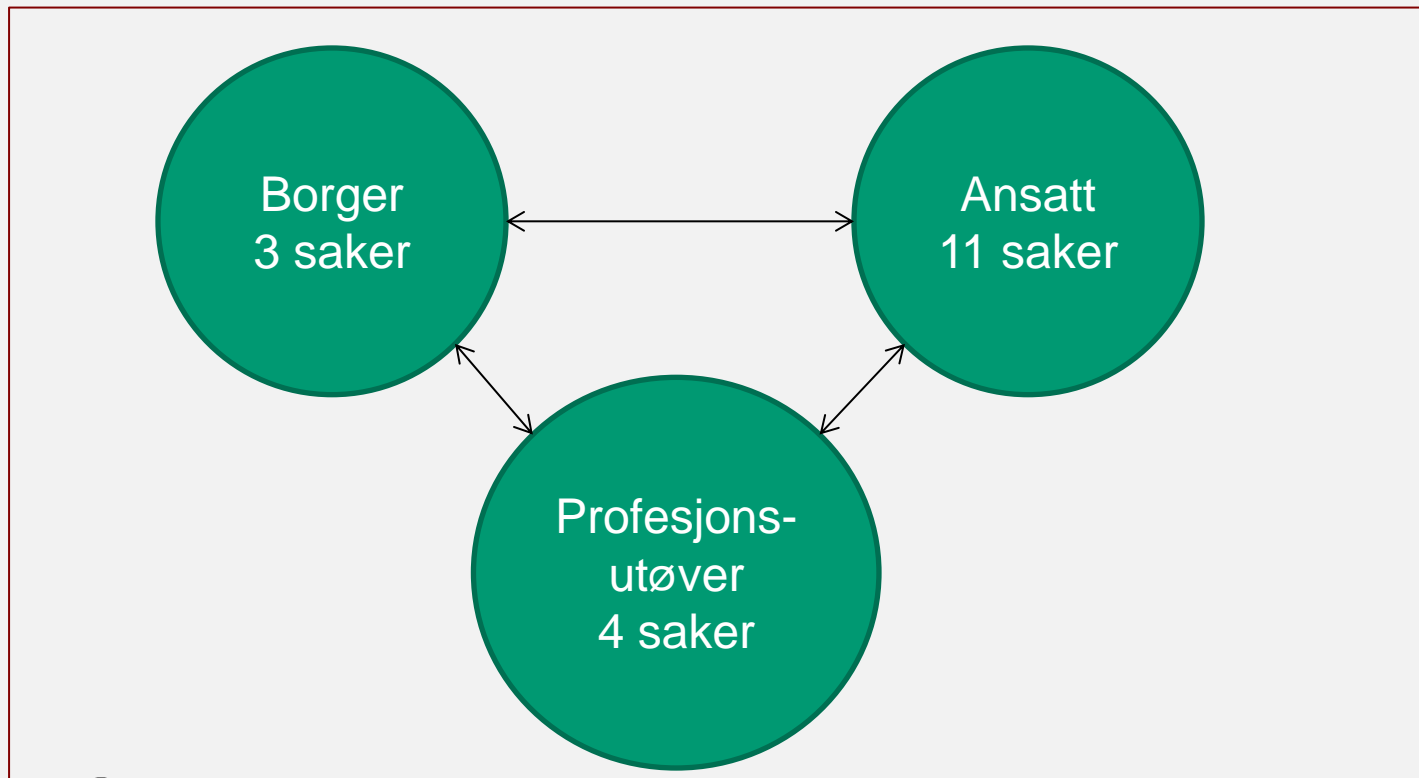 Borger
3 saker
Ansatt
11 saker
Profesjons-
utøver
4 saker